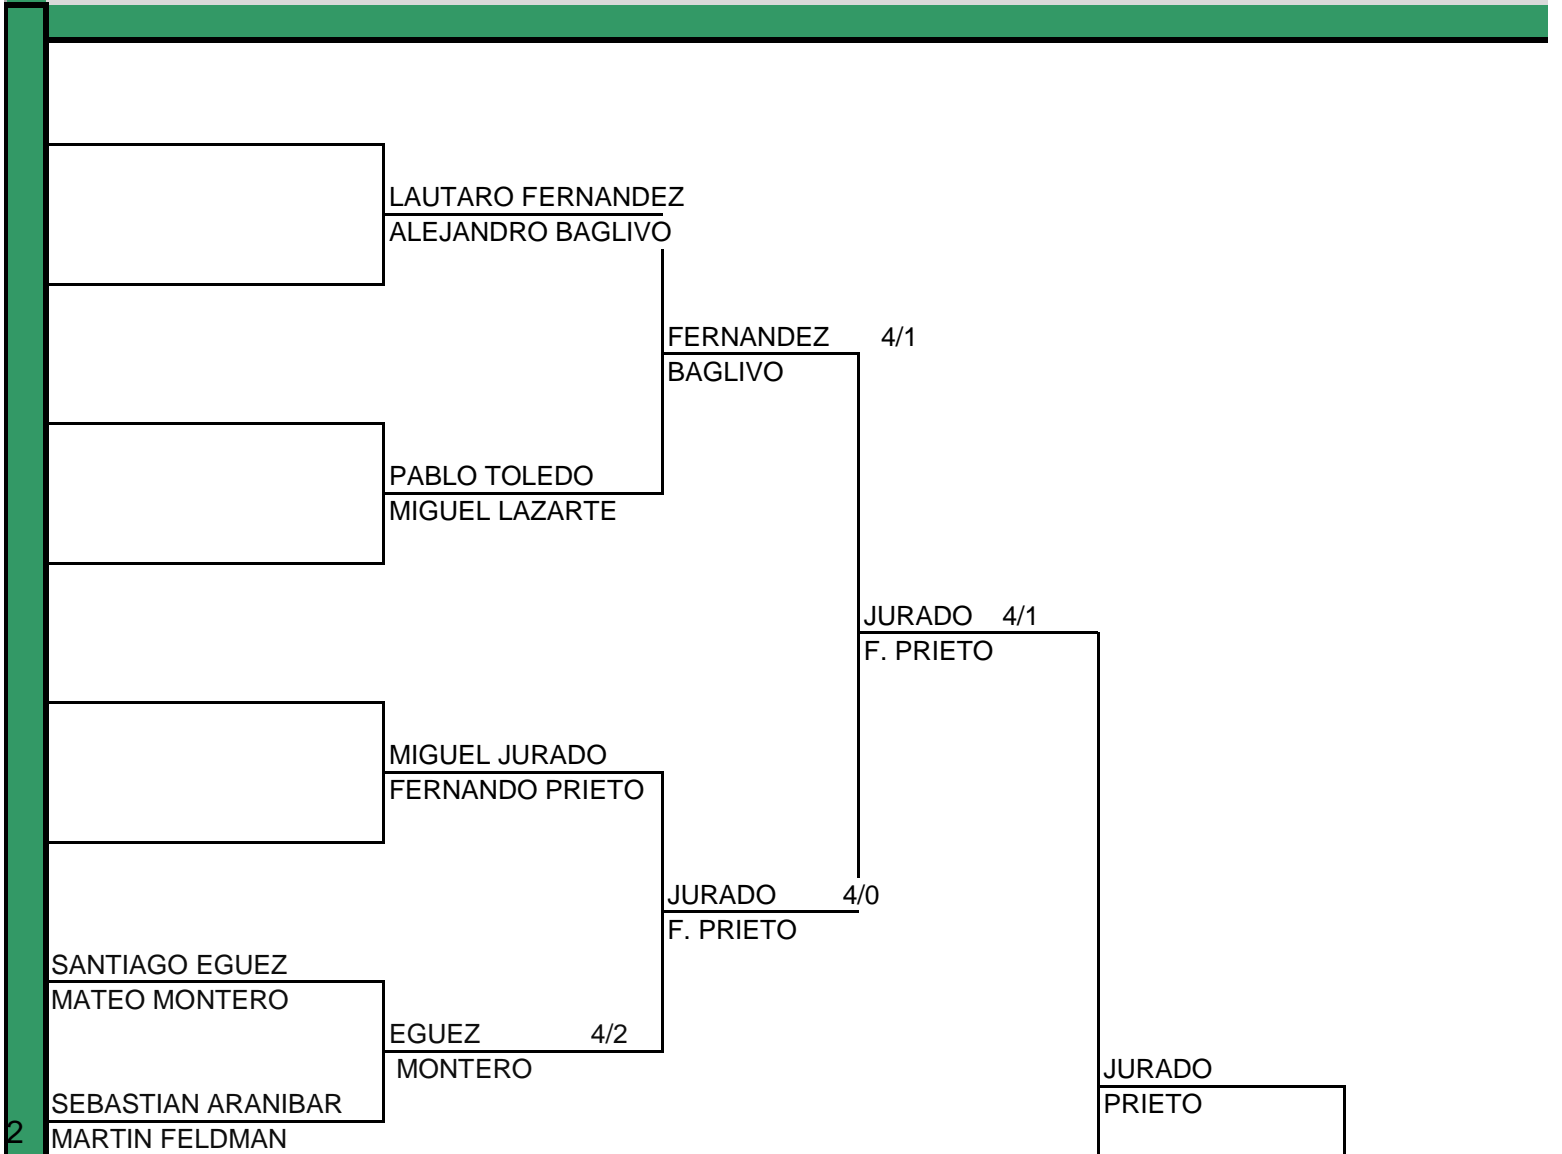 LAUTARO FERNANDEZ
ALEJANDRO BAGLIVO
FERNANDEZ 4/1
BAGLIVO
PABLO TOLEDO
MIGUEL LAZARTE
JURADO 4/1
F. PRIETO
MIGUEL JURADO
FERNANDO PRIETO
JURADO 4/0
F. PRIETO
SANTIAGO EGUEZ
MATEO MONTERO
EGUEZ 4/2
MONTERO
JURADO
PRIETO
SEBASTIAN ARANIBAR
MARTIN FELDMAN
2